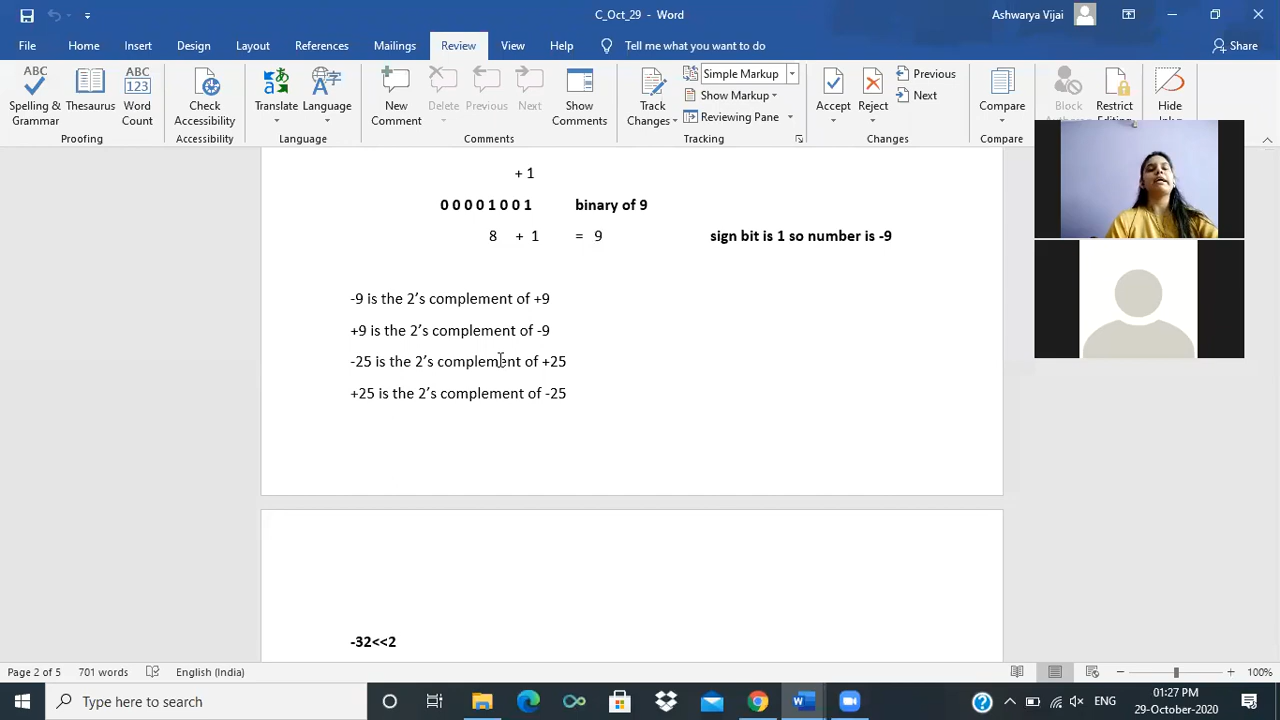 C_Oct_29 - Word
Ashwarya Vijai
File Home Insert Design Layout References Mailings Review View Help Tell me what you want to do Share
Spelling & Grammar
Thesaurus
Word Count
Check Accessibility
Translate
Language
New Comment
Delete
Previous
Next
Show Comments
Track Changes
Simple Markup
Show Markup
Reviewing Pane
Accept
Reject
Previous
Next
Compare
Block
Restrict Editing
Hide
Proofing Accessibility Language Comments Tracking Changes Compare
+ 1
0 0 0 0 1 0 0 1 binary of 9
8 + 1 = 9 sign bit is 1 so number is -9
-9 is the 2’s complement of +9
+9 is the 2’s complement of -9
-25 is the 2’s complement of +25
+25 is the 2’s complement of -25
-32<<2
Page 2 of 5 701 words English (India) 100%
Type here to search
ENG
01:27 PM
29-October-2020